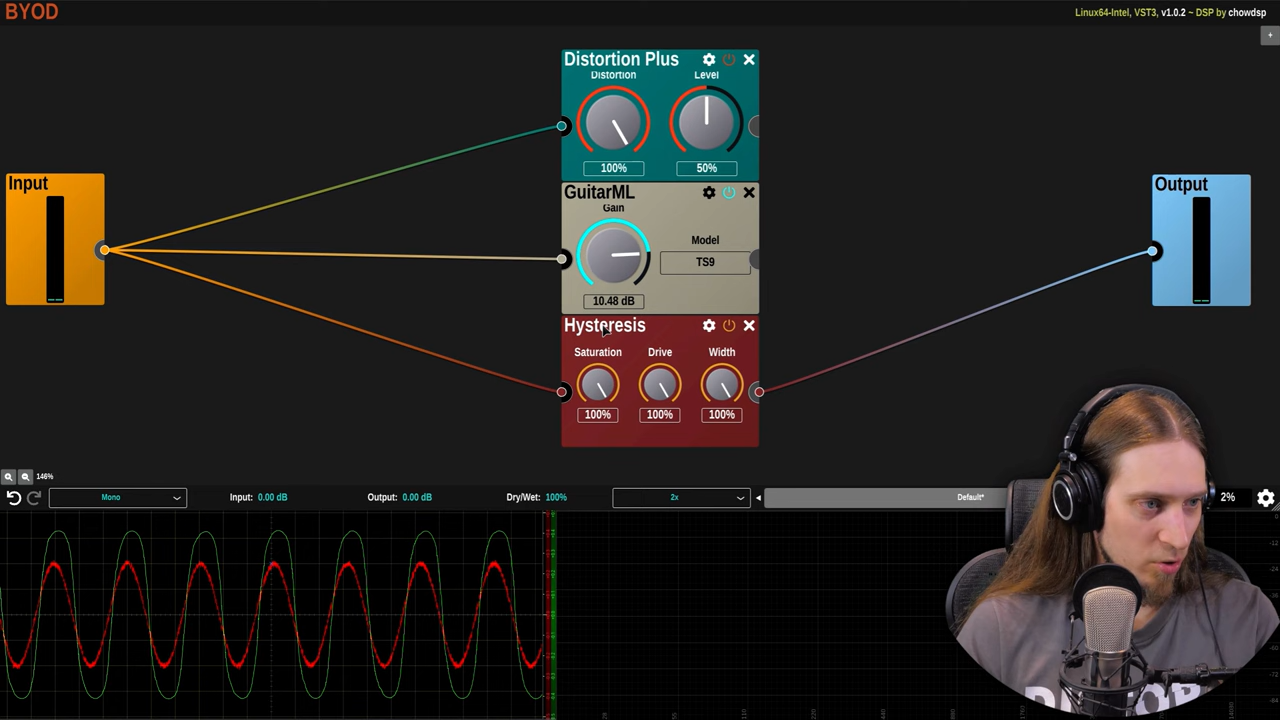 BYOD
Linux64-Intel, VST3, v1.0.2 ~ DSP by chowdsp
+
Distortion Plus
Distortion
Level
100%
50%
Input
Output
GuitarML
Gain
Model
TS9
10.48 dB
Hysteresis
Saturation
Drive
Width
100%
100%
100%
146%
Mono
Input: 0.00 dB
Output: 0.00 dB
Dry/Wet: 100%
2x
Default*
2%